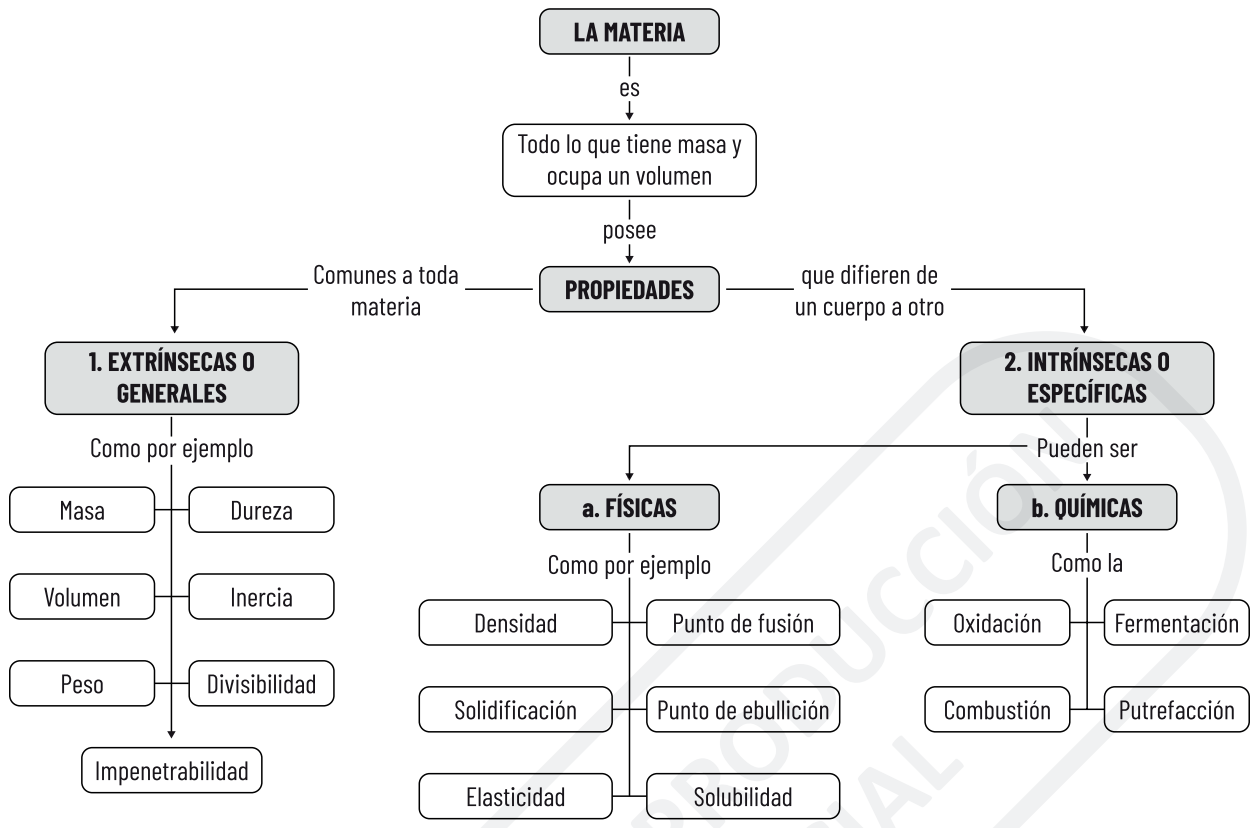 LA MATERIA
es
Todo lo que tiene masa y
ocupa un volumen
posee
PROPIEDADES
Comunes a toda
materia
que difieren de
un cuerpo a otro
1. EXTRÍNSECAS O
GENERALES
Como por ejemplo
Masa
Dureza
Volumen
Inercia
Peso
Divisibilidad
Impenetrabilidad
2. INTRÍNSECAS O
ESPECÍFICAS
Pueden ser
a. FÍSICAS
Como por ejemplo
Densidad
Punto de fusión
Solidificación
Punto de ebullición
Elasticidad
Solubilidad
b. QUÍMICAS
Como la
Oxidación
Fermentación
Combustión
Putrefacción